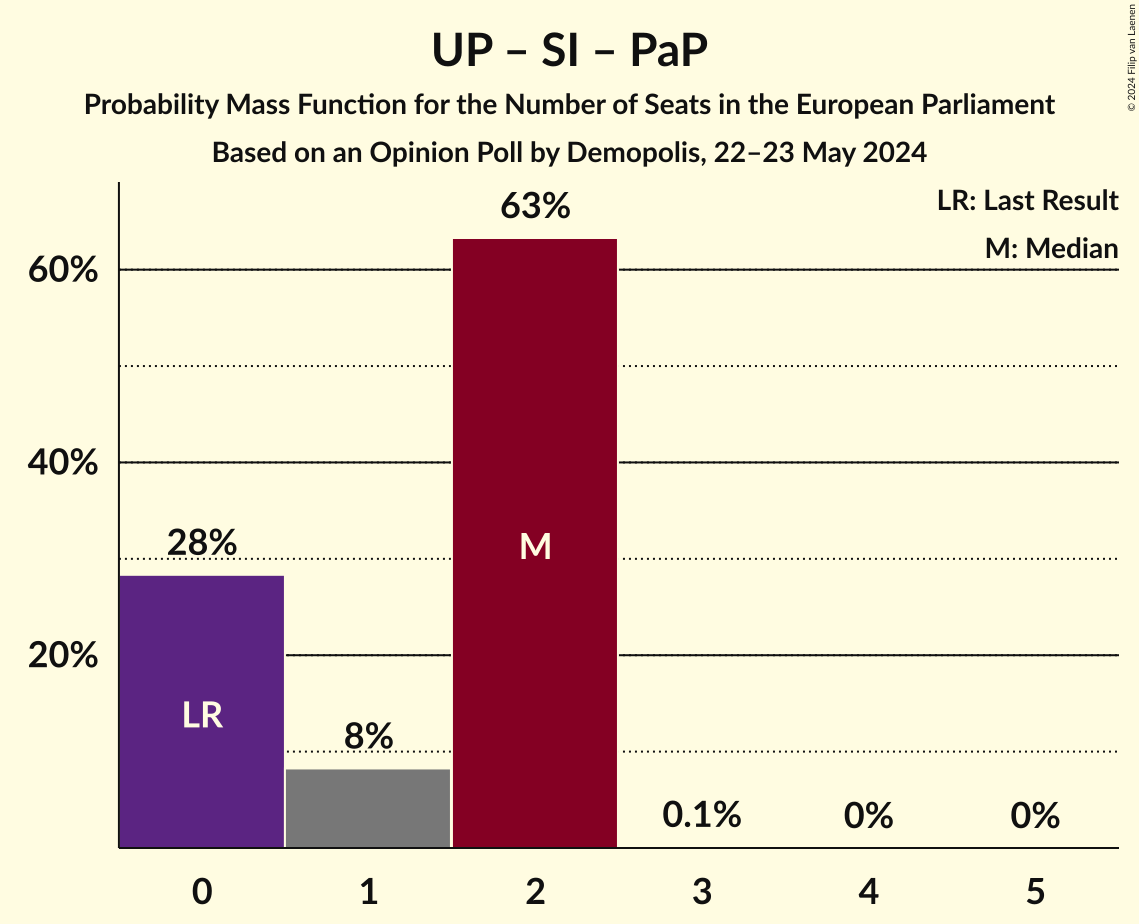 UP – SI – PaP
Probability Mass Function for the Number of Seats in the European Parliament
Based on an Opinion Poll by Demopolis, 22–23 May 2024
© 2024 Filip van Laenen
LR: Last Result
M: Median
63%
60%
40%
28%
M
20%
LR
8%
0.1%
0%
0%
0 1 2 3 4 5